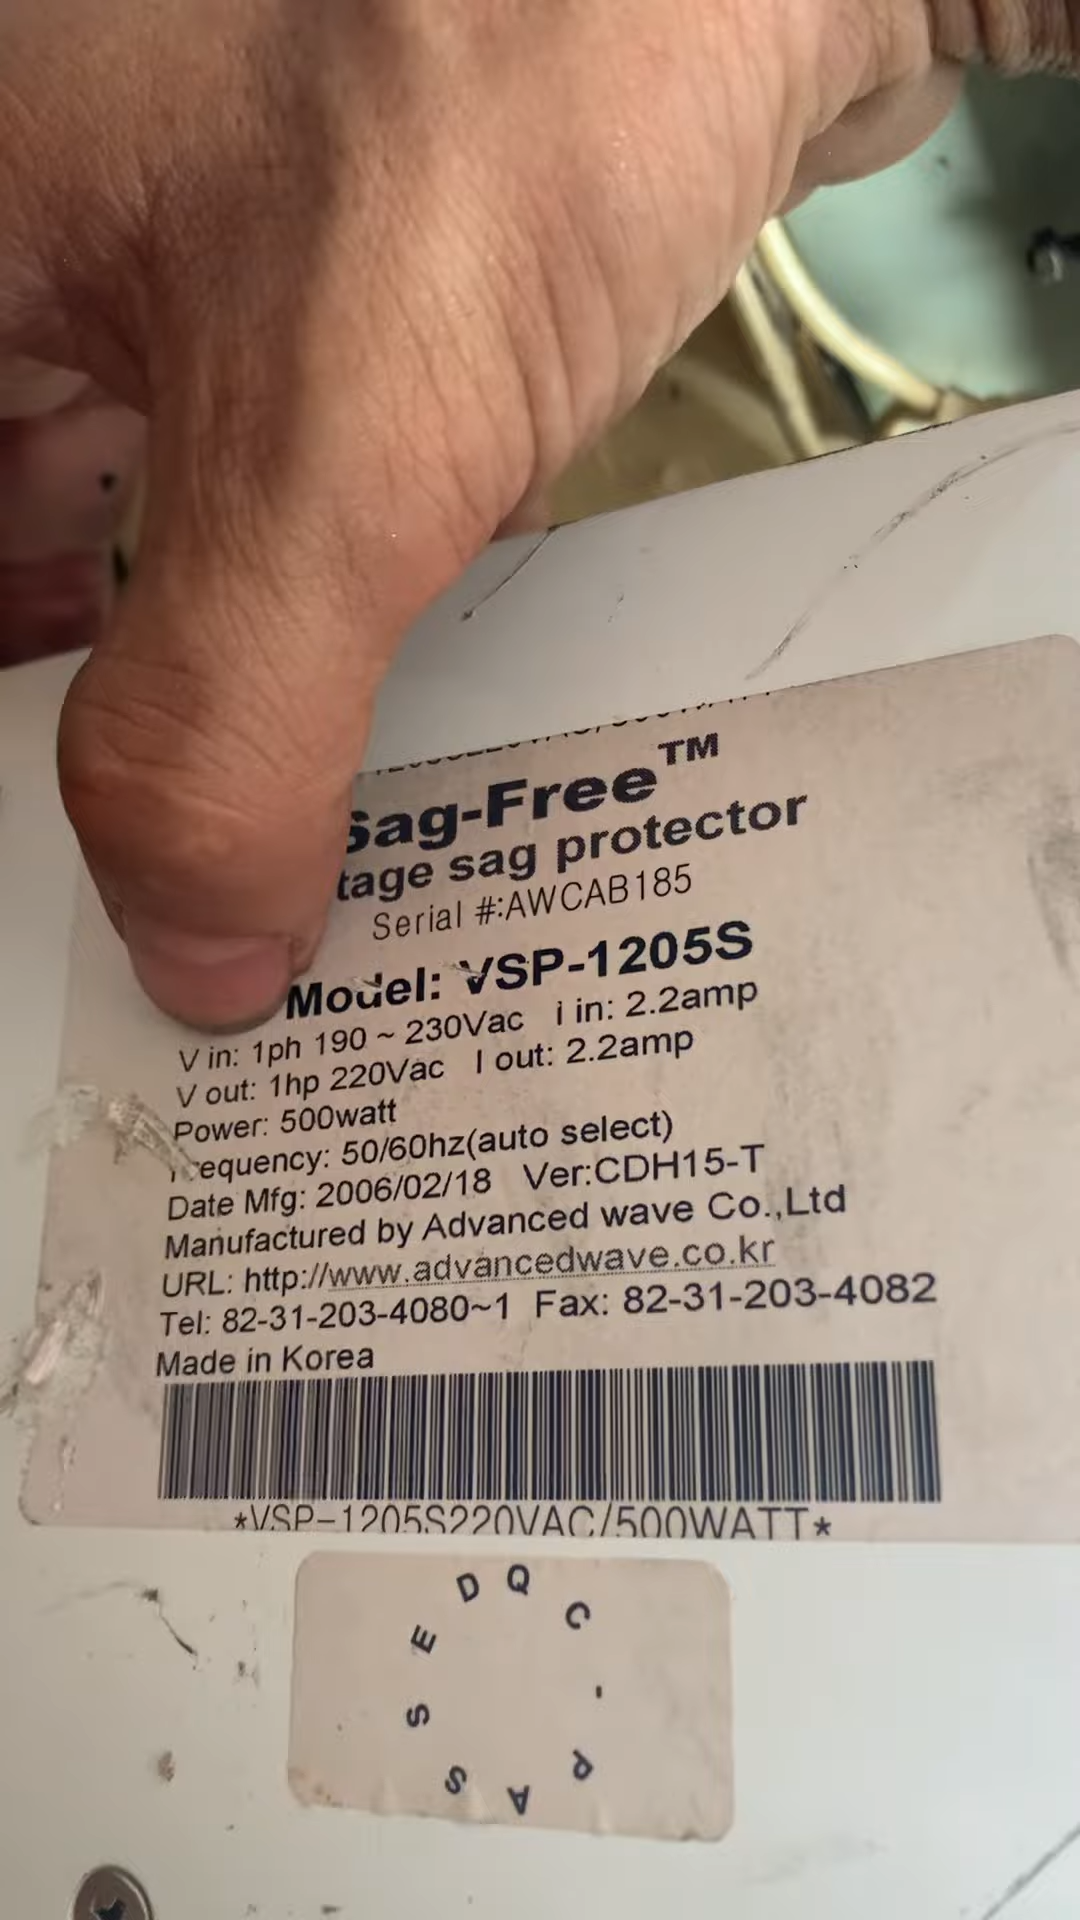 Sag-Free™
tage sag protector
Serial #:AWCAB185
Model: VSP-1205S
V in: 1ph 190 ~ 230Vac i in: 2.2amp
V out: 1hp 220Vac I out: 2.2amp
Power: 500watt
requency: 50/60hz(auto select)
Date Mfg: 2006/02/18 Ver:CDH15-T
Manufactured by Advanced wave Co.,Ltd
URL: http://www.advancedwave.co.kr
Tel: 82-31-203-4080~1 Fax: 82-31-203-4082
Made in Korea
*VSP-1205S220VAC/500WATT*
QC-PASSED